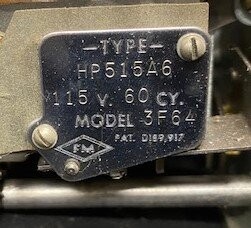 -TYPE-
HP515A6
115 V. 60 CY.
MODEL 3F64
FM PAT. D189,917